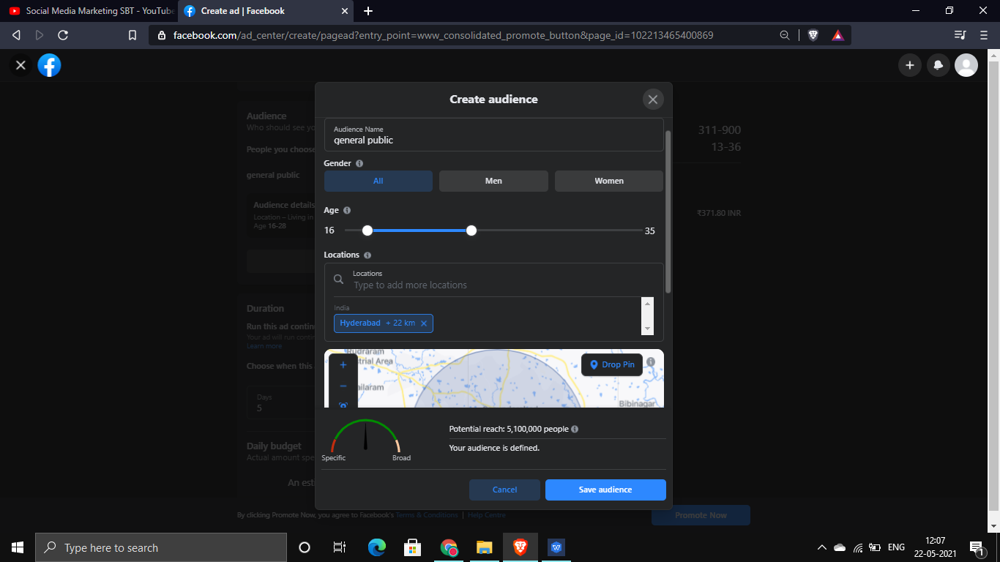 Social Media Marketing SBT - YouTube
Create ad | Facebook
facebook.com/ad_center/create/pagead?entry_point=www_consolidated_promote_button&page_id=102213465400869
Create audience
Audience
Who should see yo
People you choose
general public
Audience details
Location – Living in
Age 16-28
311-900
13-36
₹371.80 INR
Audience Name
general public
Gender
All
Men
Women
Age
16
35
Locations
Locations
Type to add more locations
India
Hyderabad + 22 km
Rudraram
trial Area
ailaram
Drop Pin
Bibinagar
Duration
Run this ad contin
Your ad will run contin
Learn more
Choose when this
Days
5
Daily budget
Actual amount spe
An esti
Specific
Broad
Potential reach: 5,100,000 people
Your audience is defined.
Cancel
Save audience
By clicking Promote Now, you agree to Facebook's Terms & Conditions | Help Centre
Promote Now
Type here to search
ENG
12:07
22-05-2021
1